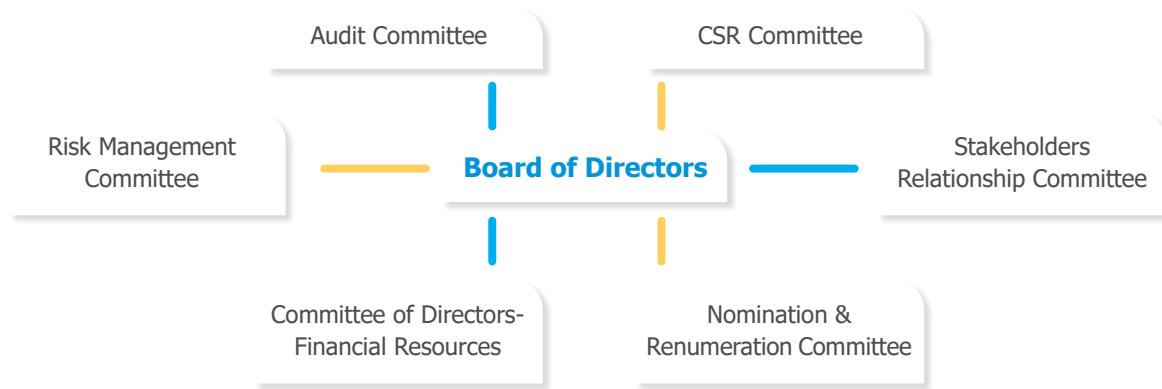 Audit Committee
CSR Committee
Risk Management
Committee
Board of Directors
Stakeholders
Relationship Committee
Committee of Directors-
Financial Resources
Nomination &
Renumeration Committee